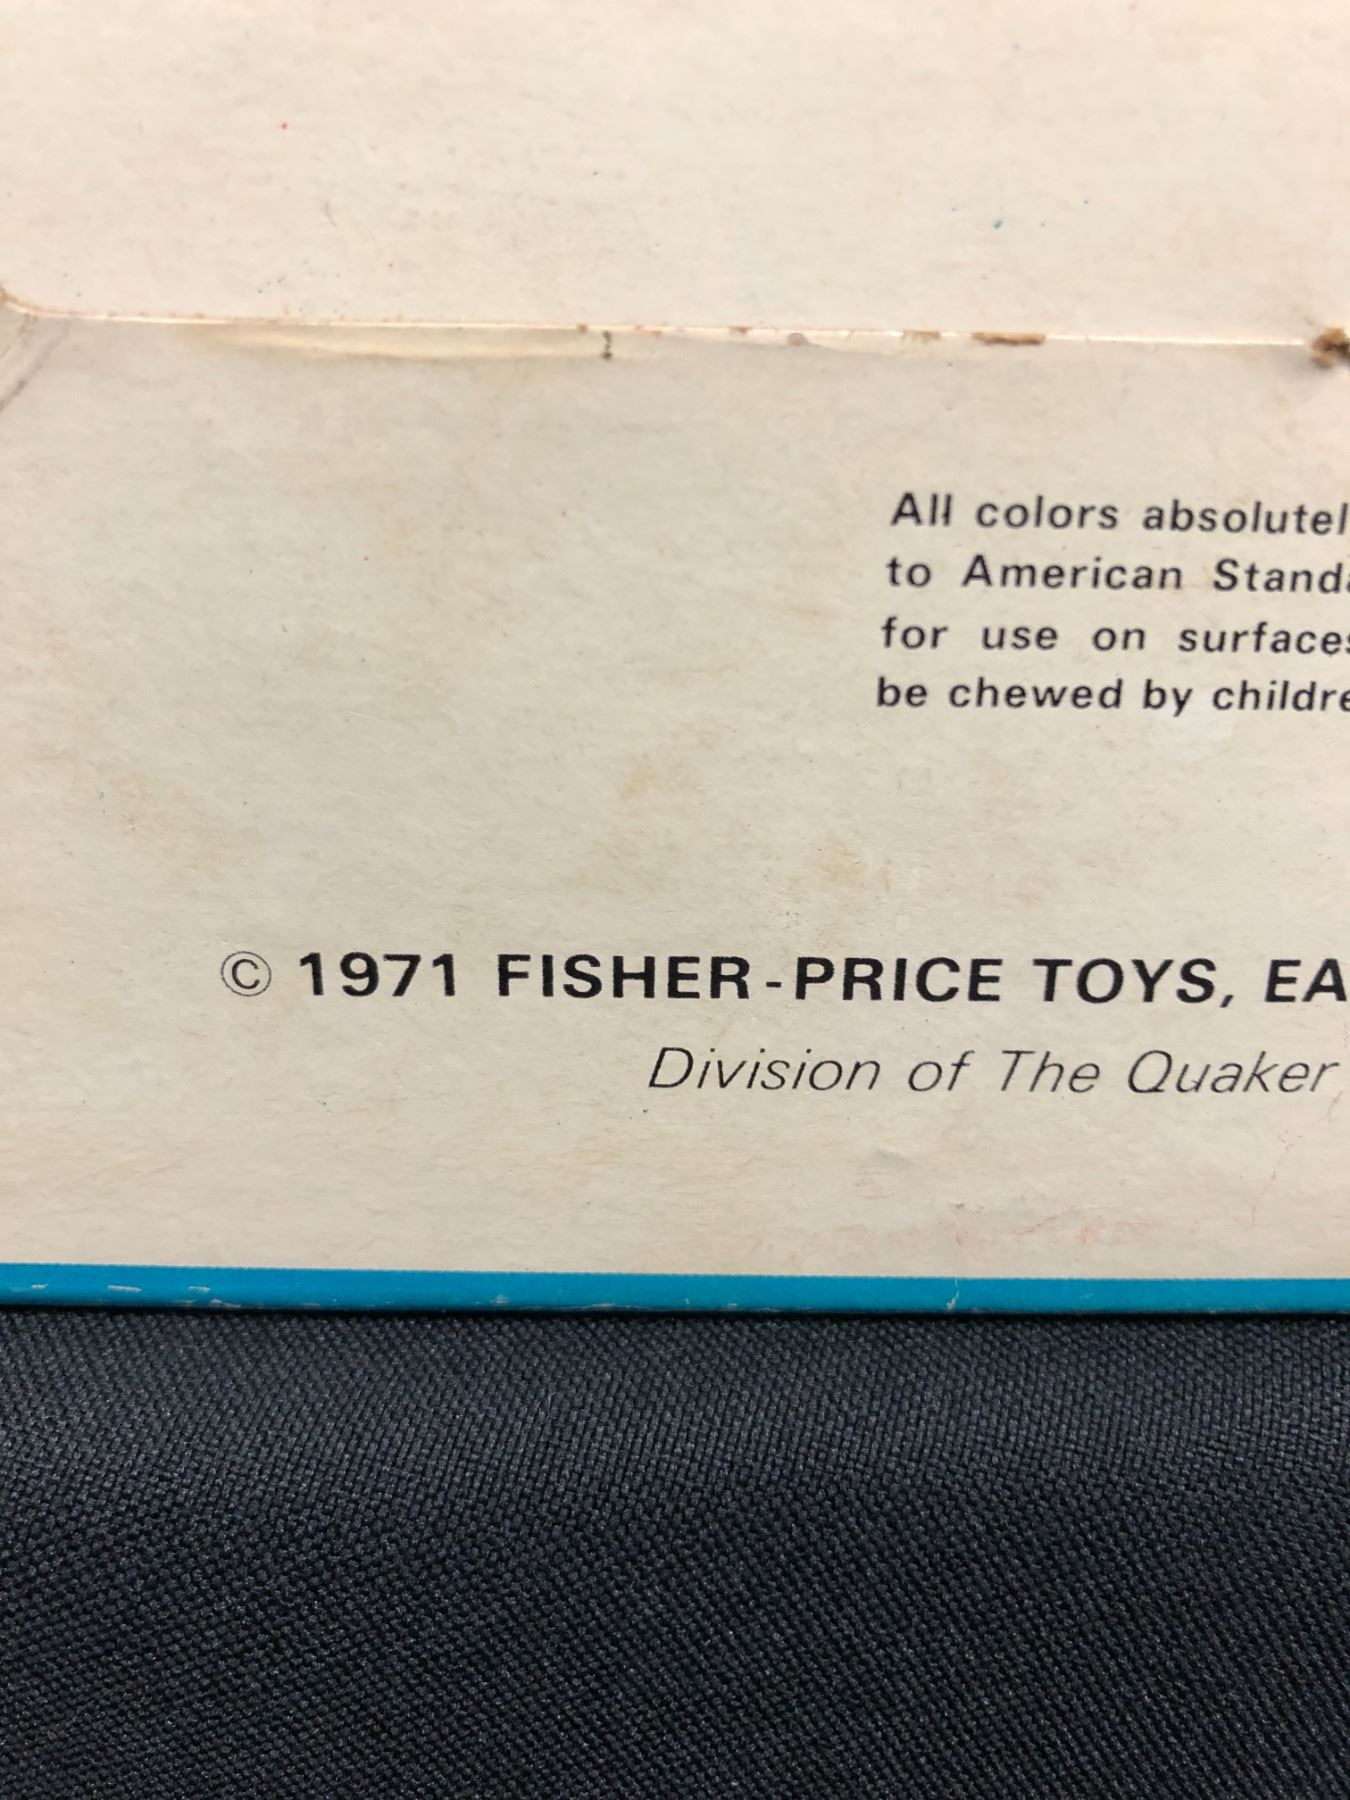 All colors absolutel
to American Standa
for use on surfaces
be chewed by childre
© 1971 FISHER-PRICE TOYS, EA
Division of The Quaker